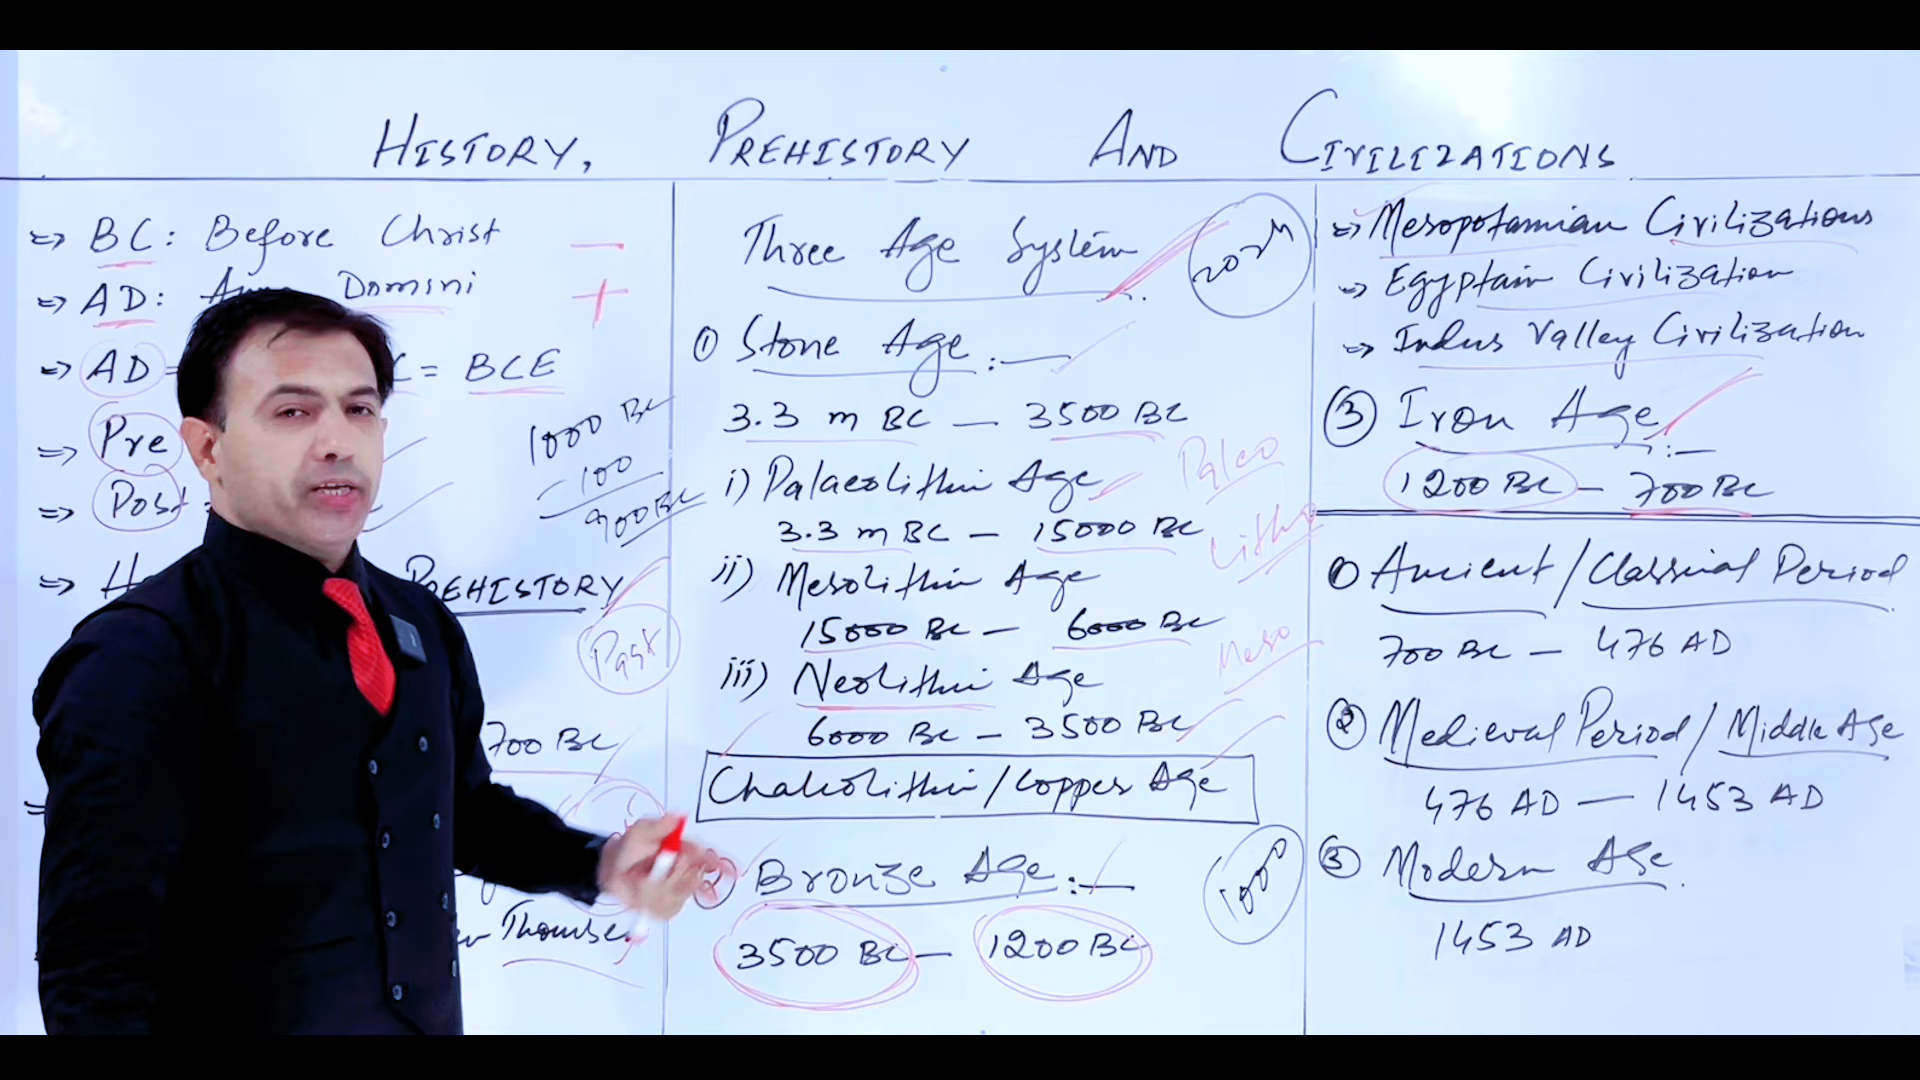 HISTORY, PREHISTORY AND CIVILIZATIONS
=> BC: Before Christ −
=> AD: Domini +
=> AD = = BCE
=> Pre
=> Post =
1000 BC
- 100
900 BC
=> H PREHISTORY
Past
700 BC
Thomsen
Three Age System
2024
① Stone Age :—
3.3 m BC — 3500 BC
i) Palaeolithic Age
Paleo
3.3 m BC — 15000 BC
Litho
ii) Mesolithic Age
15000 BC — 6000 BC
Meso
iii) Neolithic Age
6000 BC — 3500 BC
Chalcolithic/Copper Age
② Bronze Age :—
1000
3500 BC — 1200 BC
=> Mesopotamian Civilizations
=> Egyptain Civilization
=> Indus Valley Civilization
③ Iron Age :—
1200 BC — 700 BC
① Ancient/Classical Period
700 BC — 476 AD
② Medieval Period/Middle Age
476 AD — 1453 AD
③ Modern Age
1453 AD